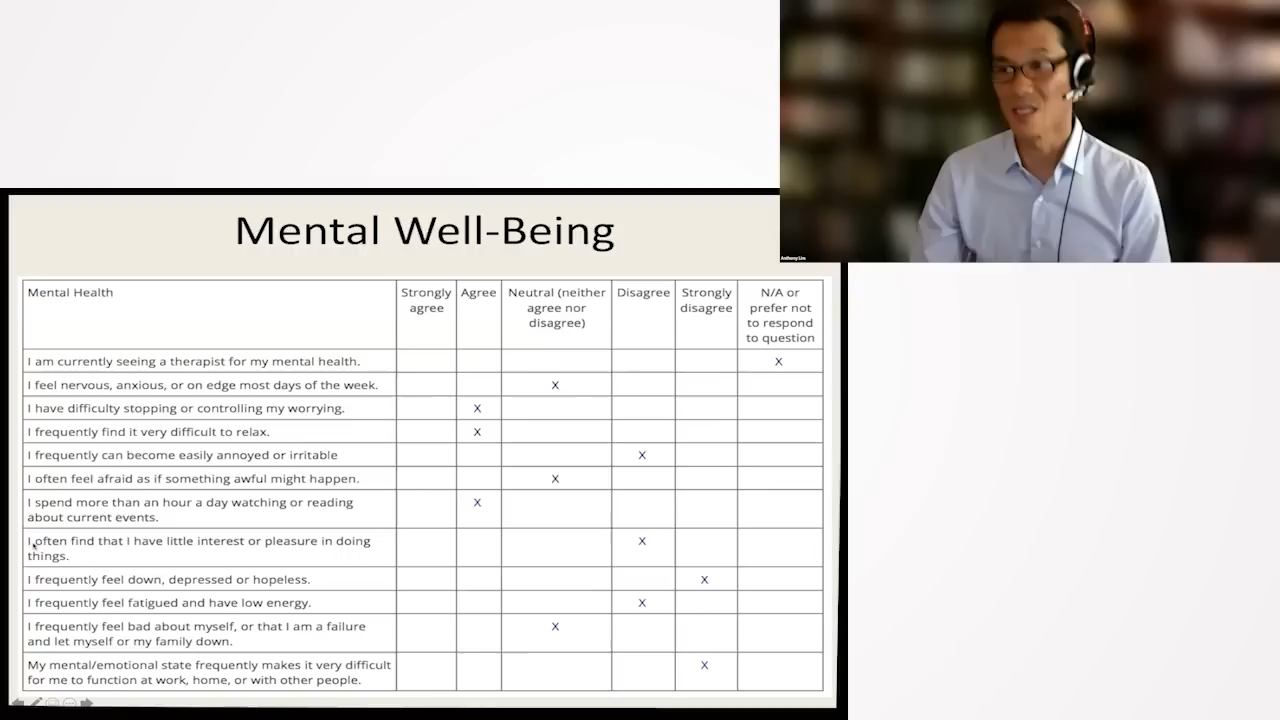 Anthony Lim
Mental Well-Being
Mental Health
Strongly agree
Agree
Neutral (neither agree nor disagree)
Disagree
Strongly disagree
N/A or prefer not to respond to question
I am currently seeing a therapist for my mental health. X
I feel nervous, anxious, or on edge most days of the week. X
I have difficulty stopping or controlling my worrying. X
I frequently find it very difficult to relax. X
I frequently can become easily annoyed or irritable X
I often feel afraid as if something awful might happen. X
I spend more than an hour a day watching or reading X
about current events.
I often find that I have little interest or pleasure in doing X
things.
I frequently feel down, depressed or hopeless. X
I frequently feel fatigued and have low energy. X
I frequently feel bad about myself, or that I am a failure X
and let myself or my family down.
My mental/emotional state frequently makes it very difficult X
for me to function at work, home, or with other people.